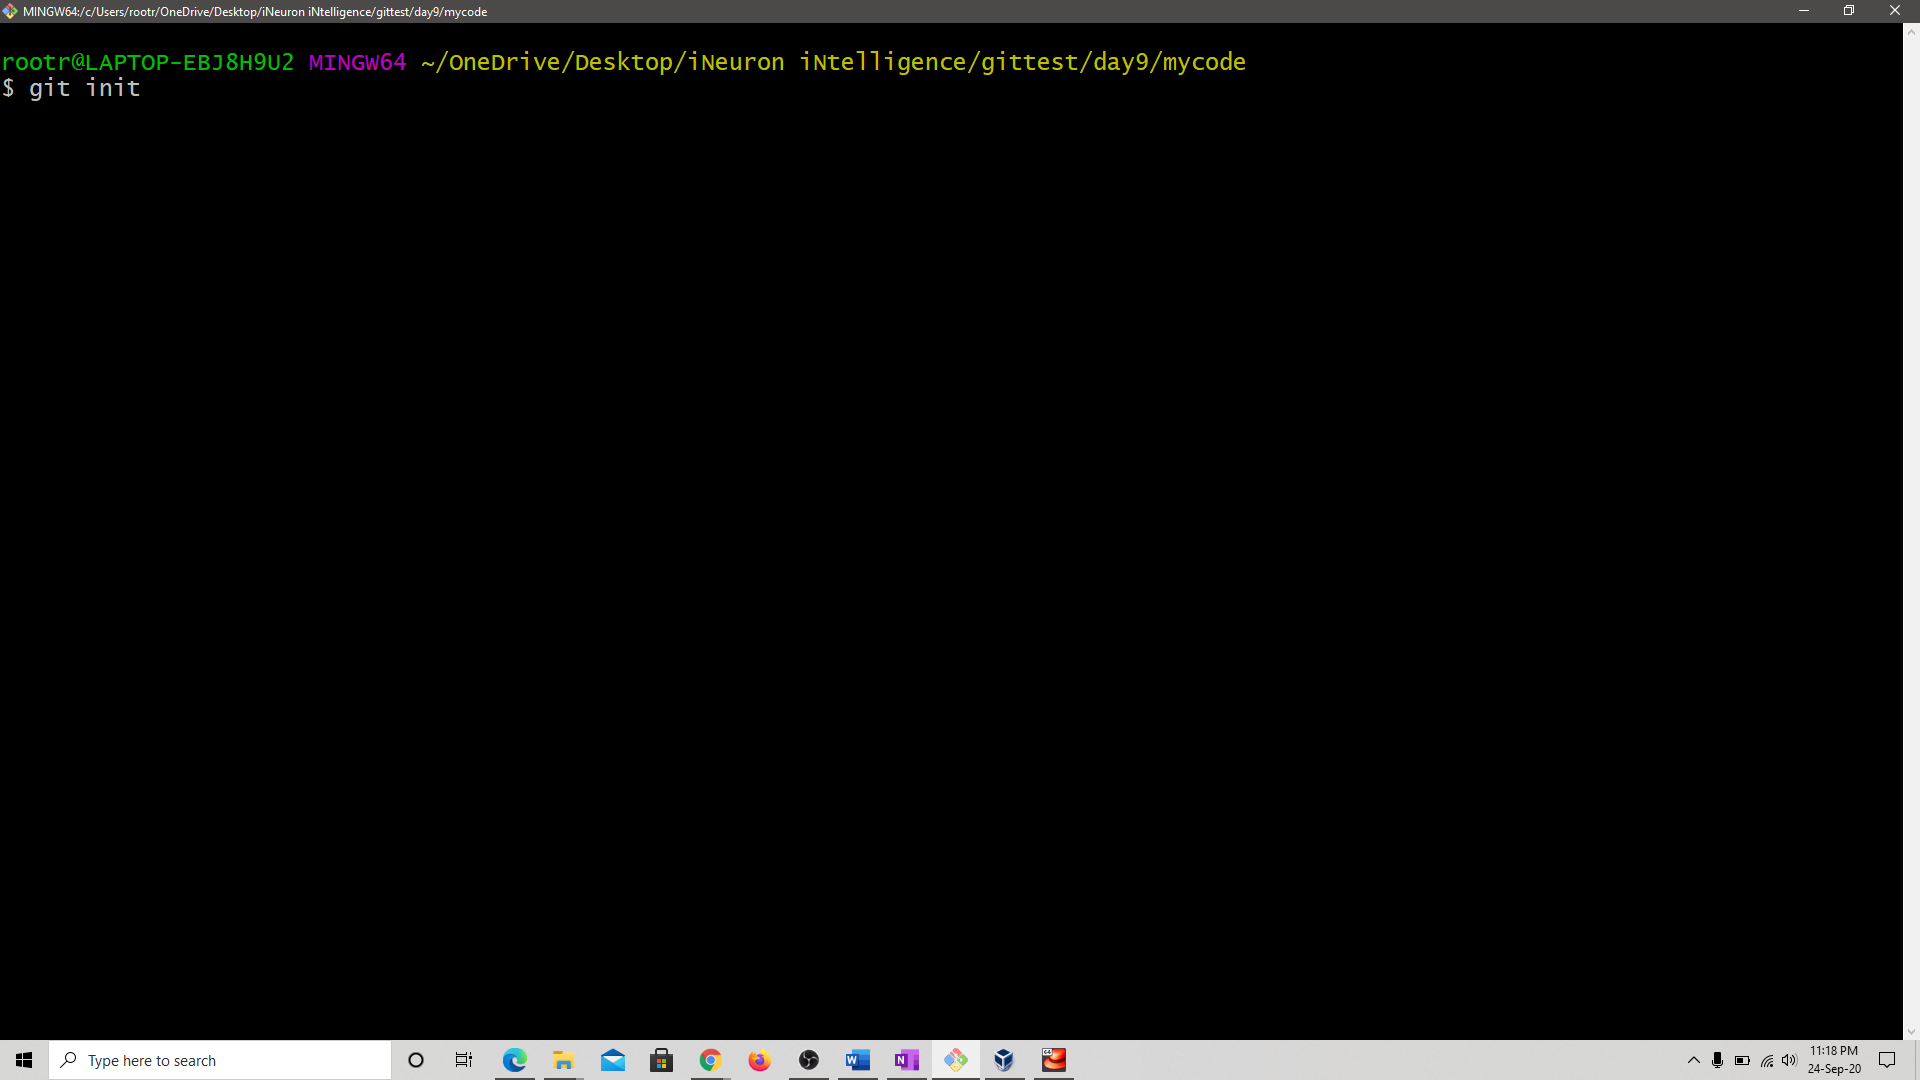 MINGW64:/c/Users/rootr/OneDrive/Desktop/iNeuron iNtelligence/gittest/day9/mycode
rootr@LAPTOP-EBJ8H9U2 MINGW64 ~/OneDrive/Desktop/iNeuron iNtelligence/gittest/day9/mycode
$ git init
Type here to search
11:18 PM
24-Sep-20